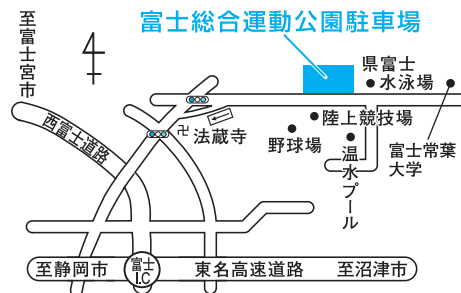 富士総合運動公園駐車場
至富士宮市
県富士
水泳場
西富士道路
卍 法蔵寺
陸上競技場
野球場
温水プール
富士常葉
大学
至静岡市
富士
I.C
東名高速道路
至沼津市